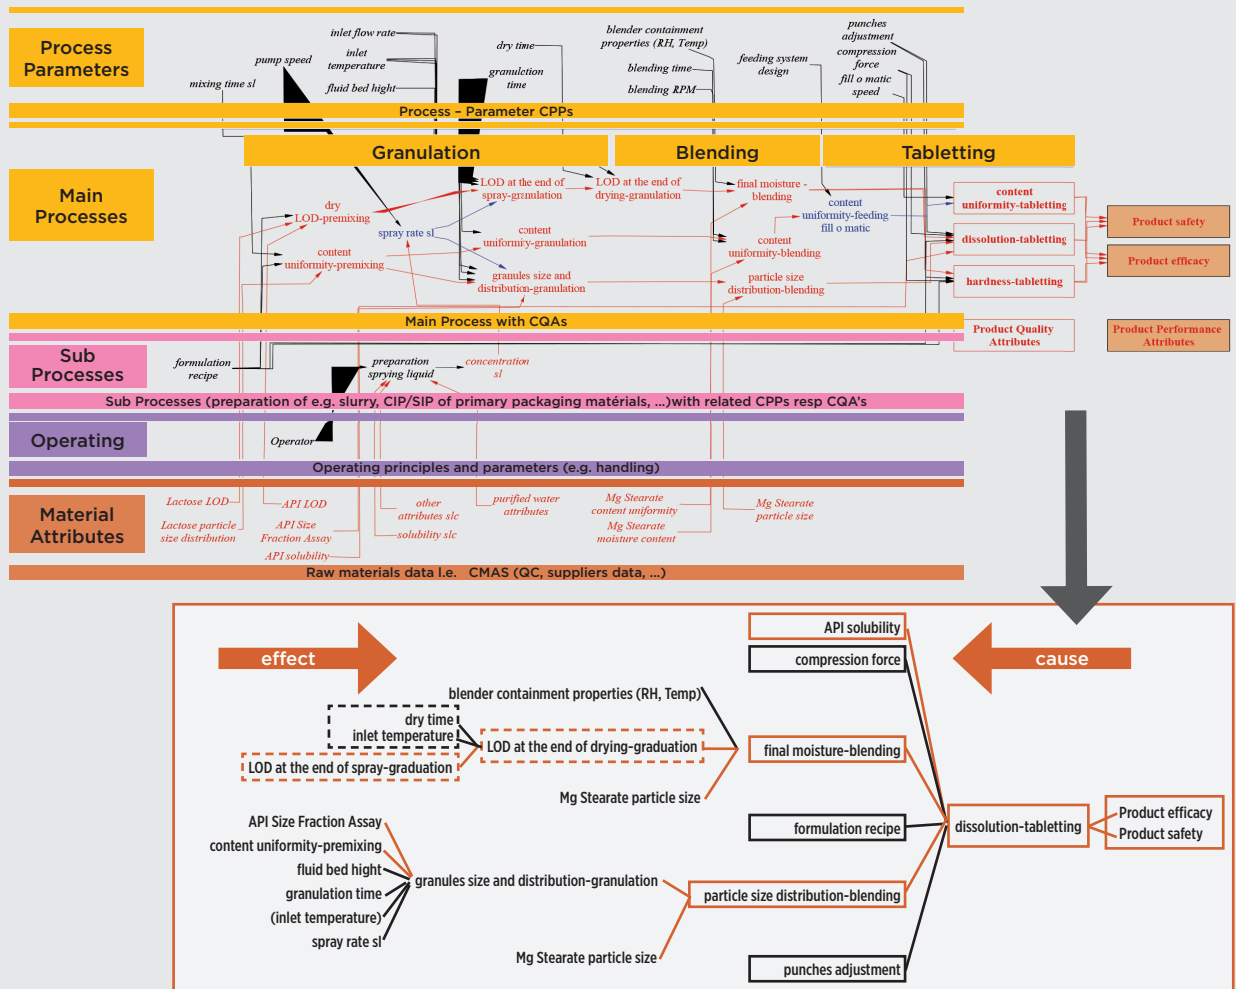 Process
Parameters
mixing time sl
pump speed
inlet flow rate
inlet
temperature
fluid bed hight
dry time
granulction
time
blender containment
properties (RH, Temp)
blending time
blending RPM
feeding system
design
punches
adjustment
compression
force
fill o matic
speed
Process – Parameter CPPs
Granulation
Blending
Tabletting
Main
Processes
dry
LOD-premixing
content
uniformity-premixing
spray rate sl
LOD at the end of
spray-granulation
content
uniformity-granulation
granules size and
distribution-granulation
LOD at the end of
drying-granulation
final moisture -
blending
content
uniformity-blending
particle size
distribution-blending
content
uniformity-feeding
fill o matic
content
uniformity-tabletting
dissolution-tabletting
hardness-tabletting
Product safety
Product efficacy
Main Process with CQAs
Product Quality
Attributes
Product Performance
Attributes
Sub
Processes
formulation
recipe
preparation
sprying liquid
concentration
sl
Sub Processes (preparation of e.g. slurry, CIP/SIP of primary packaging matérials, ...)with related CPPs resp CQA's
Operating
Operator
Operating principles and parameters (e.g. handling)
Material
Attributes
Lactose LOD
Lactose particle
size distribution
API LOD
API Size
Fraction Assay
API solubility
other
attributes slc
solubility slc
purified water
attributes
Mg Stearate
content uniformity
Mg Stearate
moisture content
Mg Stearate
particle size
Raw materials data I.e. CMAS (QC, suppliers data, ...)
effect
cause
API solubility
compression force
blender containment properties (RH, Temp)
dry time
inlet temperature
LOD at the end of drying-graduation
final moisture-blending
LOD at the end of spray-graduation
Mg Stearate particle size
API Size Fraction Assay
content uniformity-premixing
fluid bed hight
granulation time
(inlet temperature)
spray rate sl
granules size and distribution-granulation
formulation recipe
dissolution-tabletting
Product efficacy
Product safety
particle size distribution-blending
Mg Stearate particle size
punches adjustment